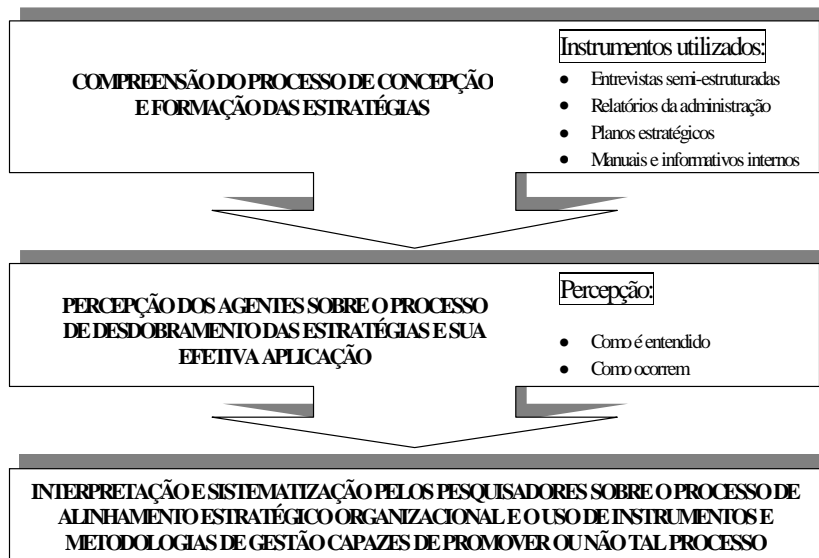 COMPREENSÃO DO PROCESSO DE CONCEPÇÃO
E FORMAÇÃO DAS ESTRATÉGIAS
Instrumentos utilizados:
● Entrevistas semi-estruturadas
● Relatórios da administração
● Planos estratégicos
● Manuais e informativos internos
PERCEPÇÃO DOS AGENTES SOBRE O PROCESSO
DE DESDOBRAMENTO DAS ESTRATÉGIAS E SUA
EFETIVA APLICAÇÃO
Percepção:
● Como é entendido
● Como ocorrem
INTERPRETAÇÃO E SISTEMATIZAÇÃO PELOS PESQUISADORES SOBRE O PROCESSO DE
ALINHAMENTO ESTRATÉGICO ORGANIZACIONAL E O USO DE INSTRUMENTOS E
METODOLOGIAS DE GESTÃO CAPAZES DE PROMOVER OU NÃO TAL PROCESSO